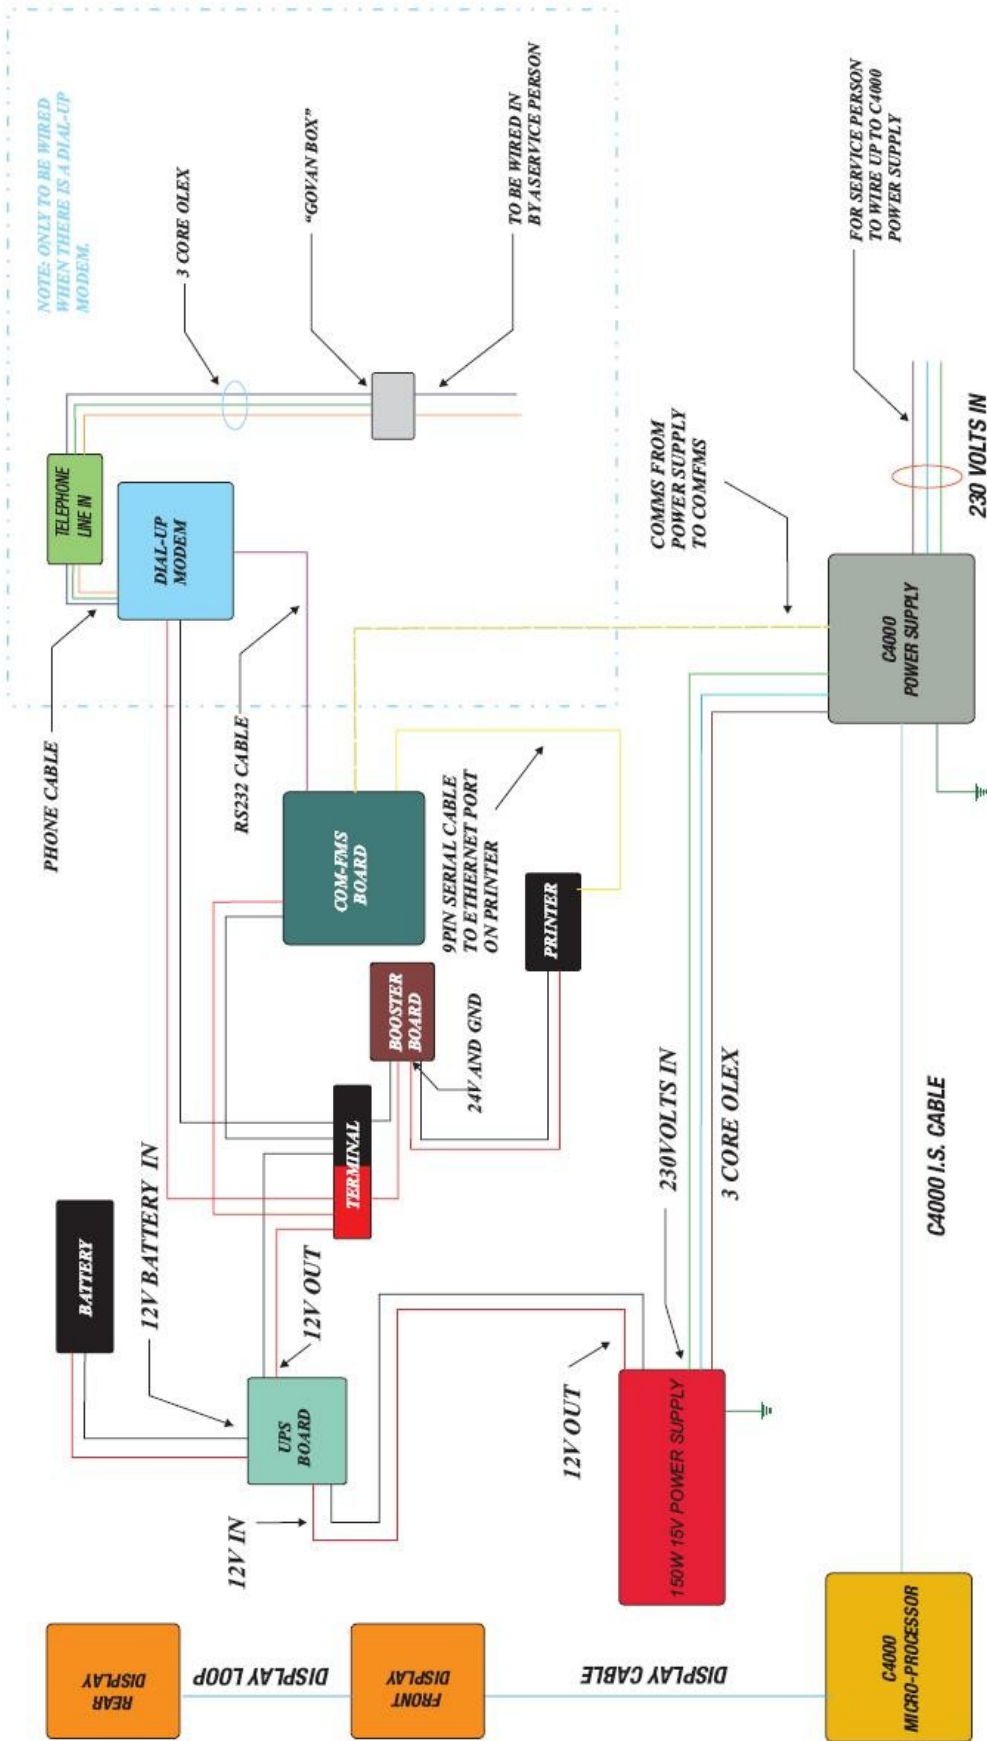 NOTE: ONLY TO BE WIRED
WHEN THERE IS A DIAL-UP
MODEM.
3 CORE OLEX
"GOVAN BOX"
TO BE WIRED IN
BY A SERVICE PERSON
FOR SERVICE PERSON
TO WIRE UP TO C4000
POWER SUPPLY
TELEPHONE
LINE IN
DIAL-UP
MODEM
PHONE CABLE
RS232 CABLE
COMMS FROM
POWER SUPPLY
TO COMFMS
230 VOLTS IN
C4000
POWER SUPPLY
COM-FMS
BOARD
9PIN SERIAL CABLE
TO ETHERNET PORT
ON PRINTER
PRINTER
BOOSTER
BOARD
24V AND GND
TERMINAL
BATTERY
12V BATTERY IN
12V OUT
UPS
BOARD
12V IN
12V OUT
230VOLTS IN
3 CORE OLEX
150W 15V POWER SUPPLY
C4000 I.S. CABLE
REAR
DISPLAY
DISPLAY LOOP
FRONT
DISPLAY
DISPLAY CABLE
C4000
MICRO-PROCESSOR